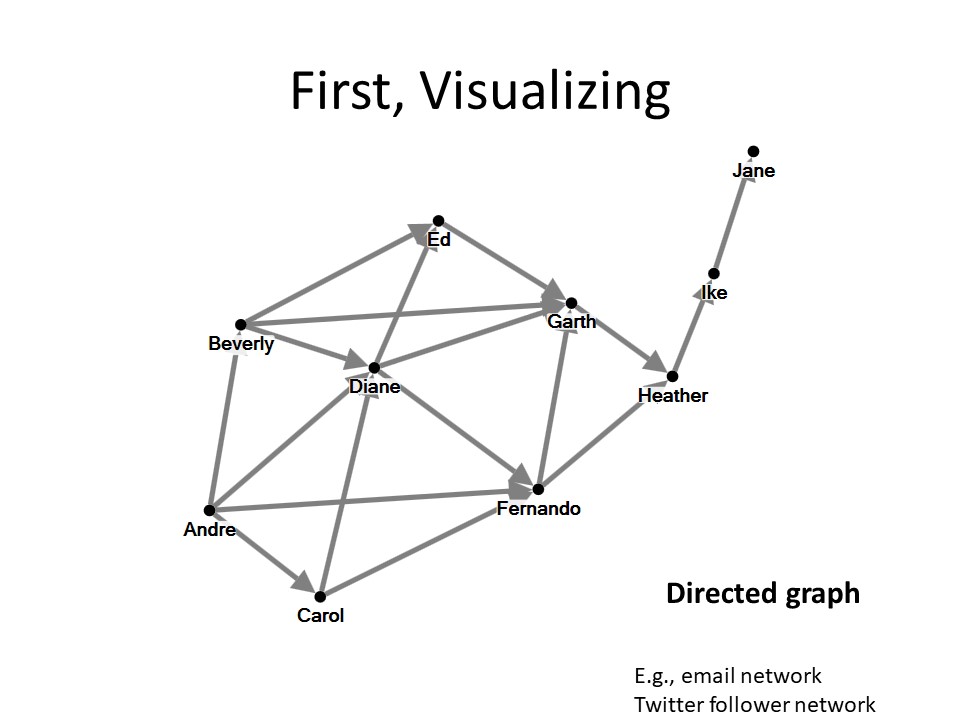 First, Visualizing
Jane
Ed
Ike
Garth
Beverly
Diane
Heather
Fernando
Andre
Carol
Directed graph
E.g., email network
Twitter follower network